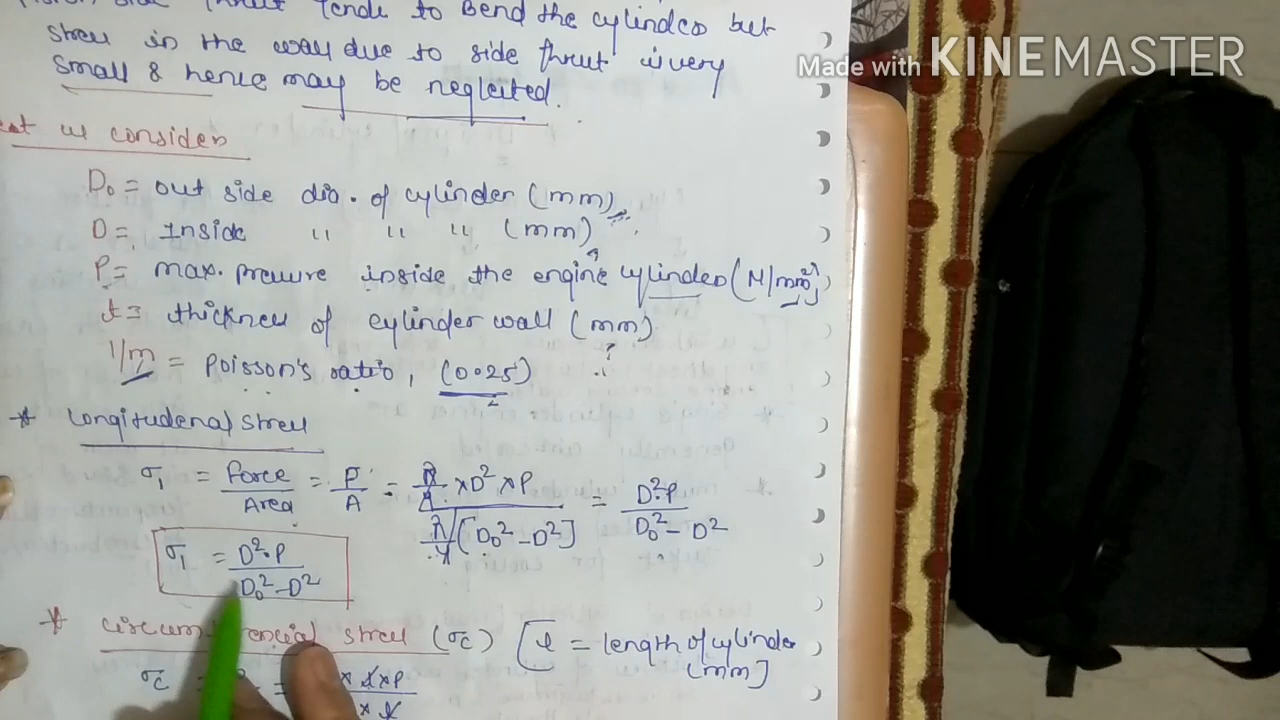 side thrust tends to Bend the cylinder but
stress in the wall due to side thrust is very
small & hence may be neglected.
Made with KINEMASTER
let us consider
D₀ = out side dia. of cylinder (mm)
D = Inside " " " (mm)
P = max. pressure inside the engine cylinder (N/mm²)
t = thickness of cylinder wall (mm)
1/m = poisson's ratio, (0.25)
* Longitudenal stress
σ₁ = Force/Area = P/A = π/4 ×D² ×P / π/4 [D₀² - D²] = D².P / D₀² - D²
σ₁ = D².P / D₀² - D²
* circum stress (σc) [l = length of cylinder
(mm)]
σc = = × l ×P
× l